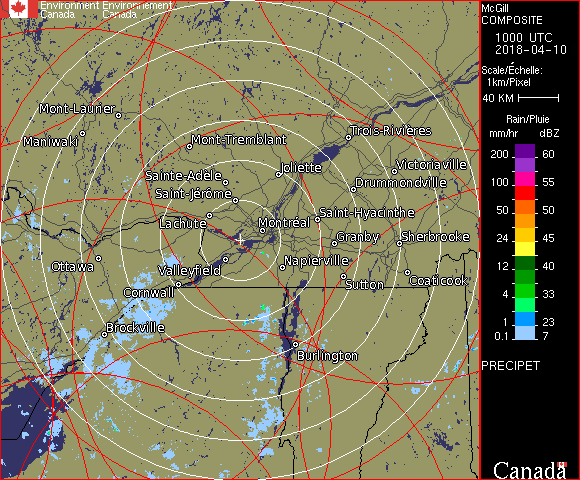 Environment Environnement
Canada Canada
McGill
COMPOSITE
1000 UTC
2018-04-10
Scale/Échelle:
1km/Pixel
40 KM
Rain/Pluie
mm/hr dBZ
200 60
100 55
50 50
24 45
12 40
4 33
1 23
0.1 7
PRECIPET
Mont-Laurier
Maniwaki
Mont-Tremblant
Trois-Rivières
Joliette
Victoriaville
Sainte-Adèle
Drummondville
Saint-Jérôme
Saint-Hyacinthe
Lachute
Montréal
Granby
Sherbrooke
Ottawa
Valleyfield
Napierville
Sutton
Coaticook
Cornwall
Brockville
Burlington
Canada